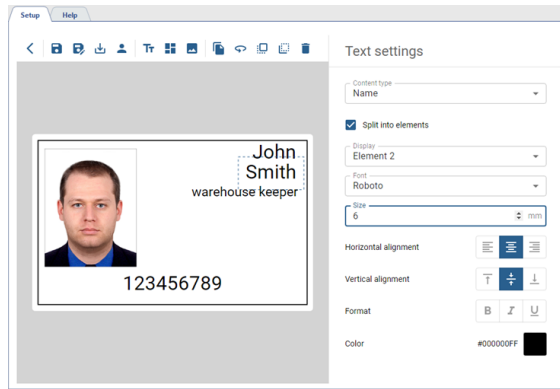 Setup
Help
Text settings
Content type
Name
Split into elements
Display
Element 2
Font
Roboto
Size
6 mm
Horizontal alignment
Vertical alignment
Format
B I U
Color #000000FF
John
Smith
warehouse keeper
123456789